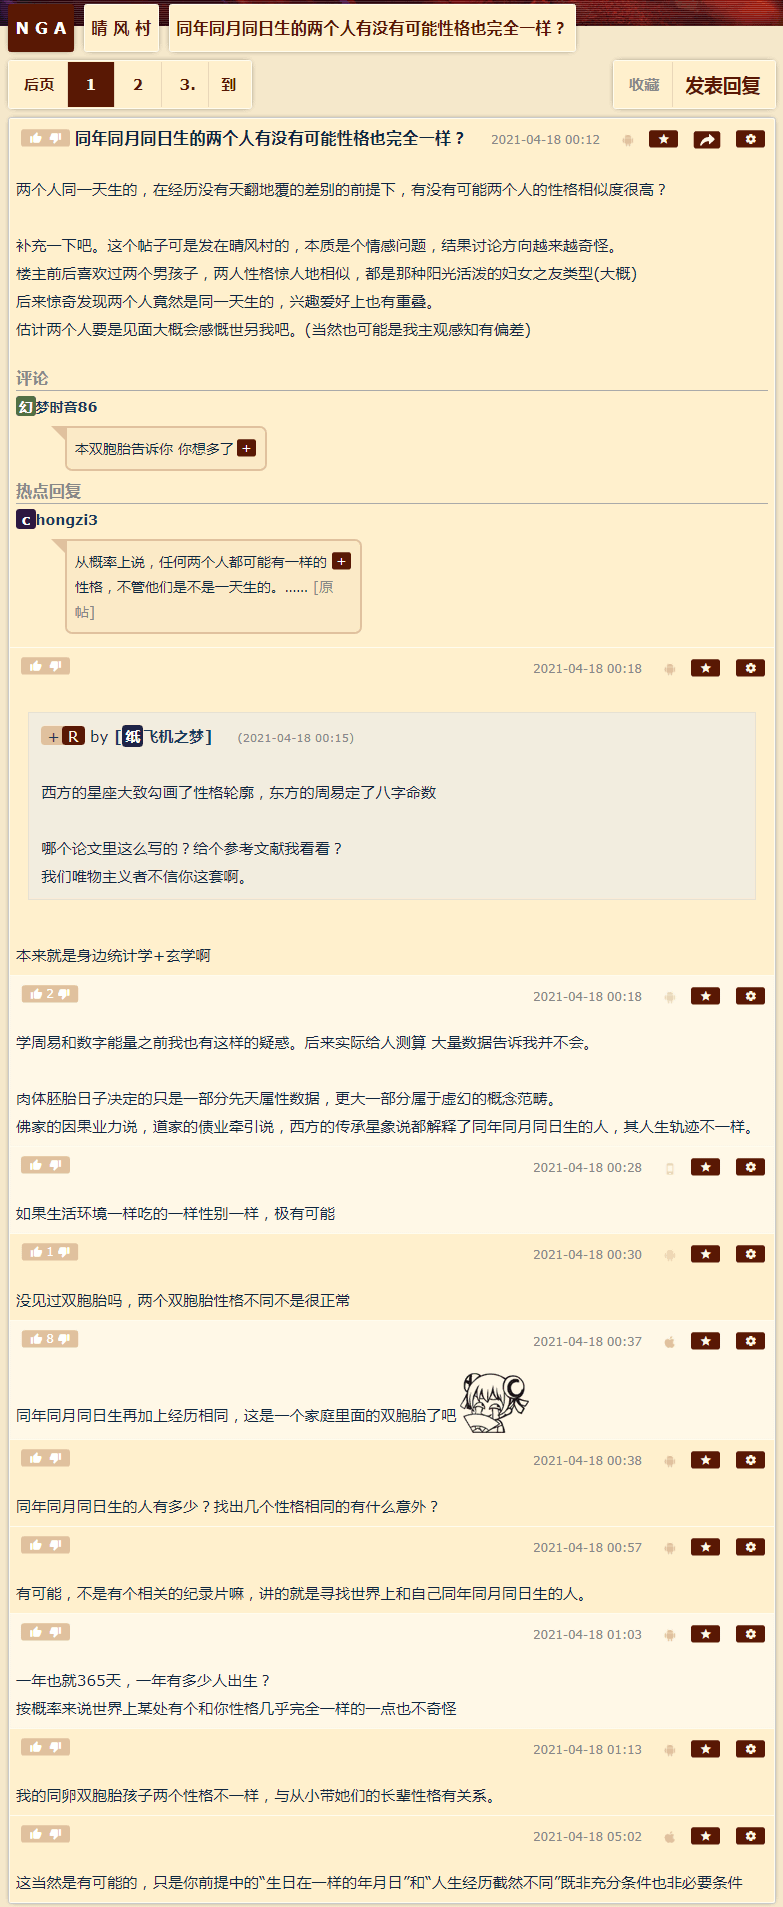 NGA
晴风村
同年同月同日生的两个人有没有可能性格也完全一样？
后页
1
2
3.
到
收藏
发表回复
同年同月同日生的两个人有没有可能性格也完全一样？
2021-04-18 00:12
两个人同一天生的，在经历没有天翻地覆的差别的前提下，有没有可能两个人的性格相似度很高？
补充一下吧。这个帖子可是发在晴风村的，本质是个情感问题，结果讨论方向越来越奇怪。
楼主前后喜欢过两个男孩子，两人性格惊人地相似，都是那种阳光活泼的妇女之友类型(大概)
后来惊奇发现两个人竟然是同一天生的，兴趣爱好上也有重叠。
估计两个人要是见面大概会感慨世另我吧。(当然也可能是我主观感知有偏差)
评论
幻梦时音86
本双胞胎告诉你 你想多了 +
热点回复
chongzi3
从概率上说，任何两个人都可能有一样的 +
性格，不管他们是不是一天生的。...... [原
帖]
2021-04-18 00:18
+ R by [纸飞机之梦] (2021-04-18 00:15)
西方的星座大致勾画了性格轮廓，东方的周易定了八字命数
哪个论文里这么写的？给个参考文献我看看？
我们唯物主义者不信你这套啊。
本来就是身边统计学+玄学啊
2
2021-04-18 00:18
学周易和数字能量之前我也有这样的疑惑。后来实际给人测算 大量数据告诉我并不会。
肉体胚胎日子决定的只是一部分先天属性数据，更大一部分属于虚幻的概念范畴。
佛家的因果业力说，道家的债业牵引说，西方的传承星象说都解释了同年同月同日生的人，其人生轨迹不一样。
2021-04-18 00:28
如果生活环境一样吃的一样性别一样，极有可能
1
2021-04-18 00:30
没见过双胞胎吗，两个双胞胎性格不同不是很正常
8
2021-04-18 00:37
同年同月同日生再加上经历相同，这是一个家庭里面的双胞胎了吧
2021-04-18 00:38
同年同月同日生的人有多少？找出几个性格相同的有什么意外？
2021-04-18 00:57
有可能，不是有个相关的纪录片嘛，讲的就是寻找世界上和自己同年同月同日生的人。
2021-04-18 01:03
一年也就365天，一年有多少人出生？
按概率来说世界上某处有个和你性格几乎完全一样的一点也不奇怪
2021-04-18 01:13
我的同卵双胞胎孩子两个性格不一样，与从小带她们的长辈性格有关系。
2021-04-18 05:02
这当然是有可能的，只是你前提中的“生日在一样的年月日”和“人生经历截然不同”既非充分条件也非必要条件